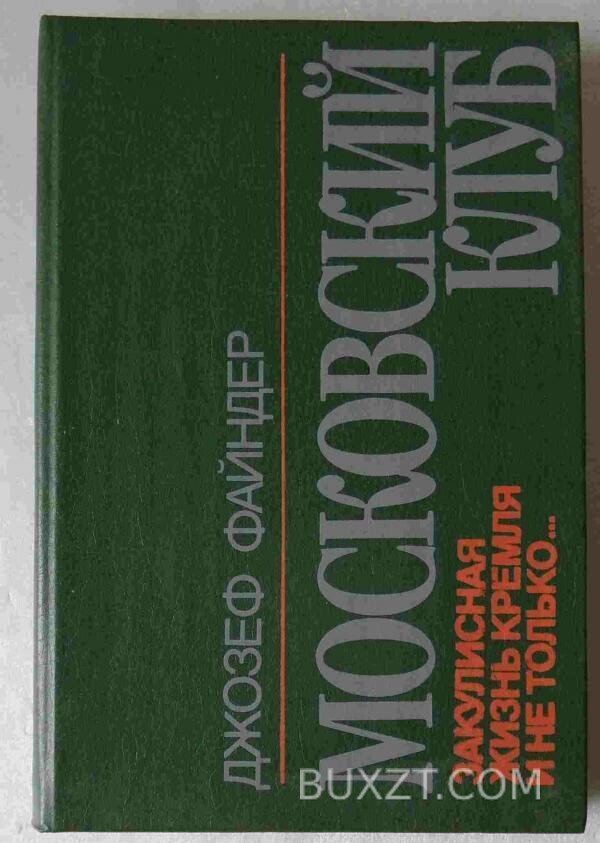 ДЖОЗЕФ ФАЙНДЕР
МОСКОВСКИЙ
КЛУБ
ЗАКУЛИСНАЯ
ЖИЗНЬ КРЕМЛЯ
И НЕ ТОЛЬКО...
BUXZT.COM